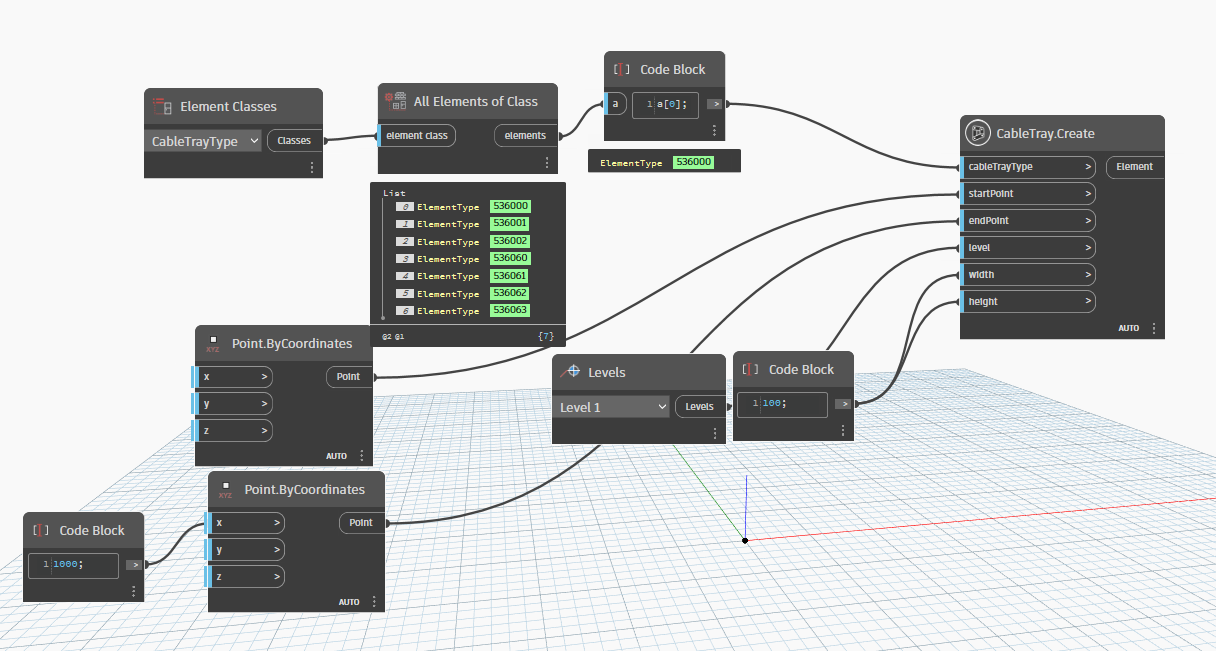 Element Classes
CableTrayType
Classes
All Elements of Class
element class
elements
Code Block
a
1 a[0];
>
ElementType 536000
CableTray.Create
cableTrayType >
Element
startPoint >
endPoint >
level >
width >
height >
AUTO
List
0 ElementType 536000
1 ElementType 536001
2 ElementType 536002
3 ElementType 536060
4 ElementType 536061
5 ElementType 536062
6 ElementType 536063
@2 @1 {7}
XYZ Point.ByCoordinates
x >
Point
y >
z >
AUTO
Levels
Level 1
Levels
Code Block
1 100;
>
XYZ Point.ByCoordinates
x >
Point
y >
z >
AUTO
Code Block
1 1000;
>